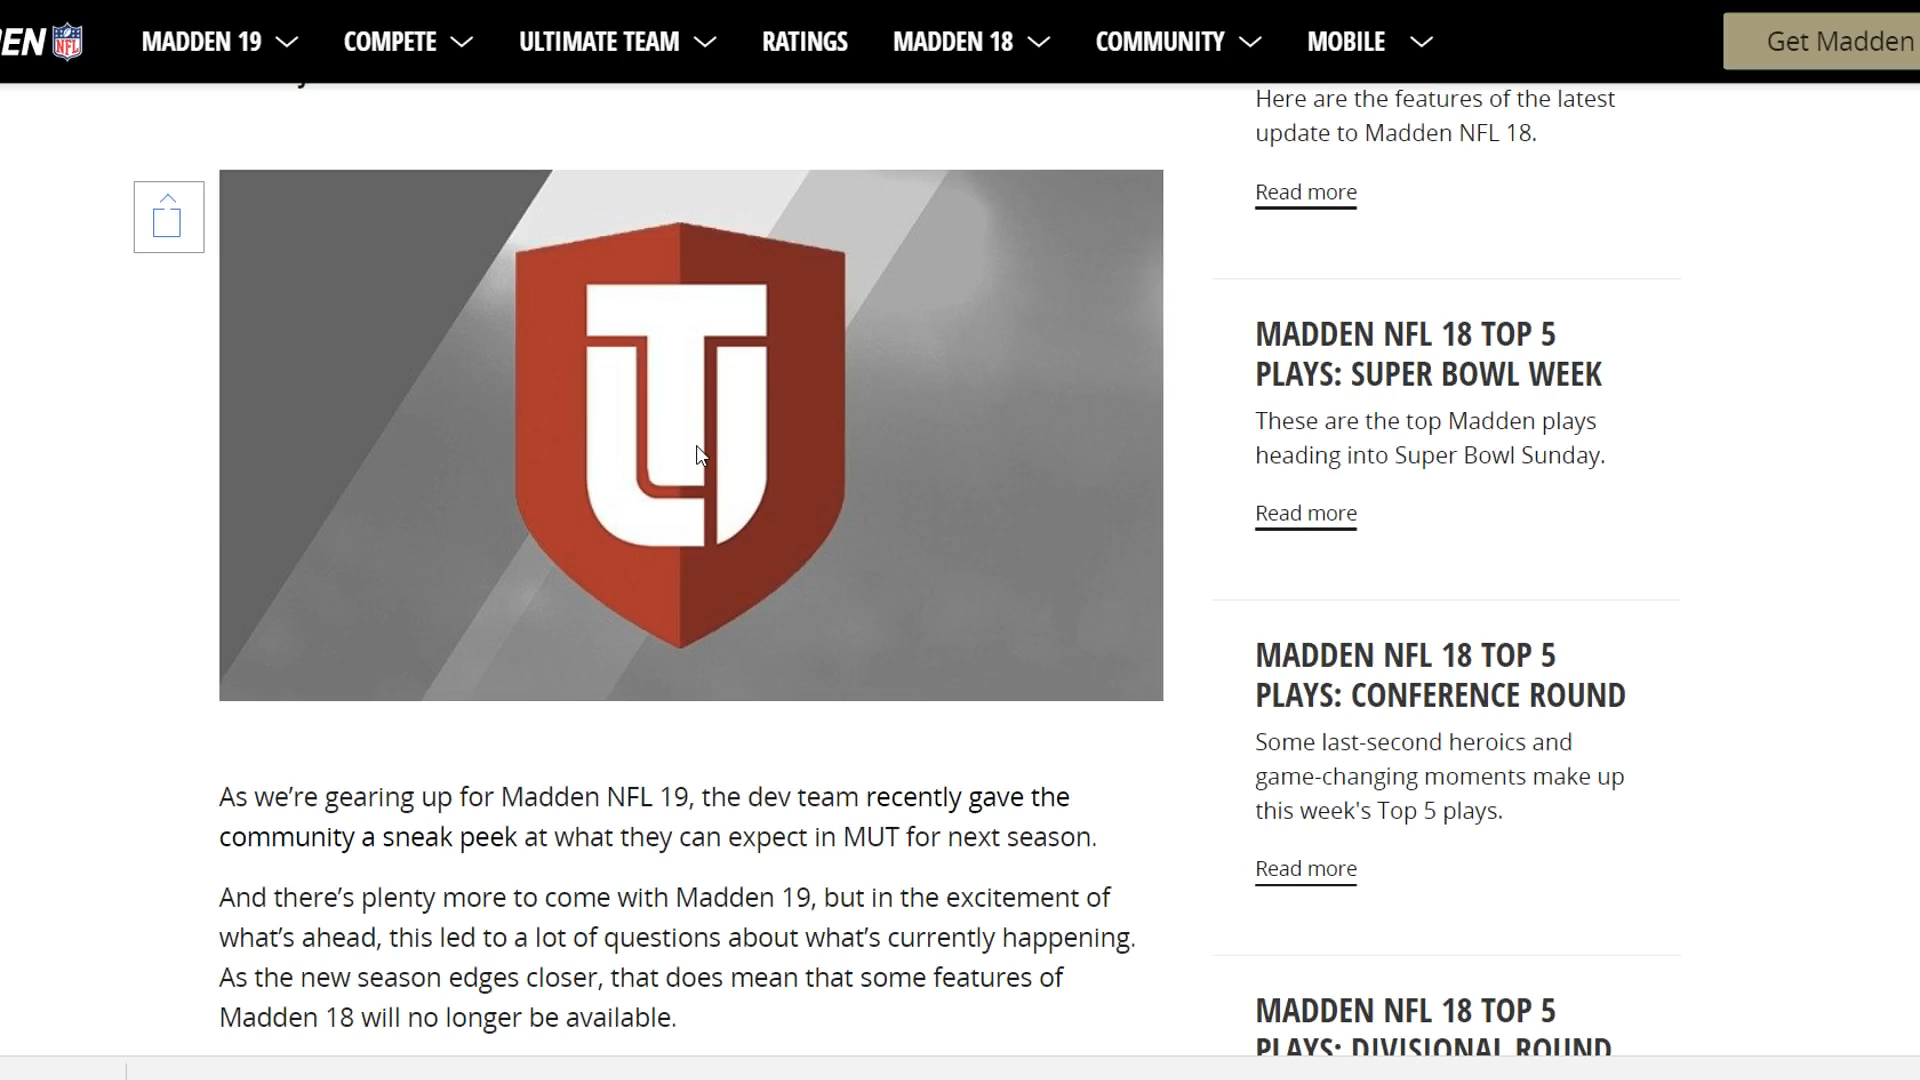 EN NFL MADDEN 19 COMPETE ULTIMATE TEAM RATINGS MADDEN 18 COMMUNITY MOBILE Get Madden
Here are the features of the latest
update to Madden NFL 18.
Read more
UT
MADDEN NFL 18 TOP 5
PLAYS: SUPER BOWL WEEK
These are the top Madden plays
heading into Super Bowl Sunday.
Read more
MADDEN NFL 18 TOP 5
PLAYS: CONFERENCE ROUND
Some last-second heroics and
game-changing moments make up
this week's Top 5 plays.
Read more
MADDEN NFL 18 TOP 5
PLAYS: DIVISIONAL ROUND
As we’re gearing up for Madden NFL 19, the dev team recently gave the
community a sneak peek at what they can expect in MUT for next season.
And there’s plenty more to come with Madden 19, but in the excitement of
what’s ahead, this led to a lot of questions about what’s currently happening.
As the new season edges closer, that does mean that some features of
Madden 18 will no longer be available.